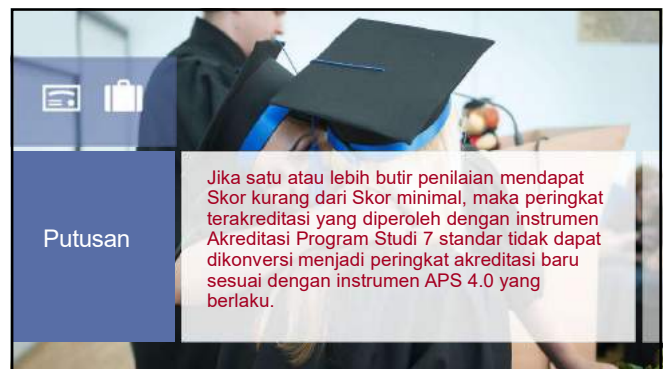 Putusan
Jika satu atau lebih butir penilaian mendapat
Skor kurang dari Skor minimal, maka peringkat
terakreditasi yang diperoleh dengan instrumen
Akreditasi Program Studi 7 standar tidak dapat
dikonversi menjadi peringkat akreditasi baru
sesuai dengan instrumen APS 4.0 yang
berlaku.